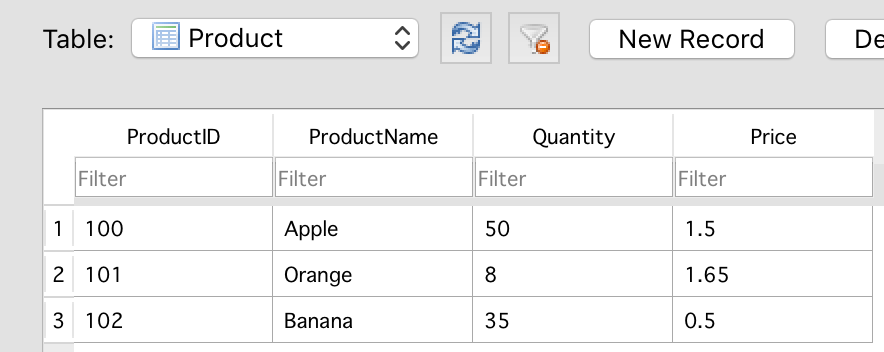 Table: Product New Record De
ProductID ProductName Quantity Price
Filter Filter Filter Filter
1 100 Apple 50 1.5
2 101 Orange 8 1.65
3 102 Banana 35 0.5